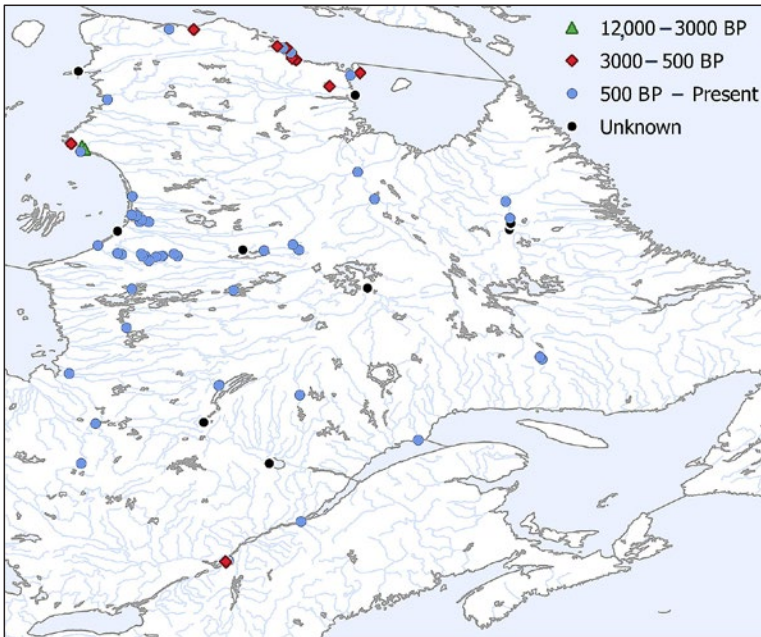 12,000 – 3000 BP
3000 – 500 BP
500 BP – Present
Unknown